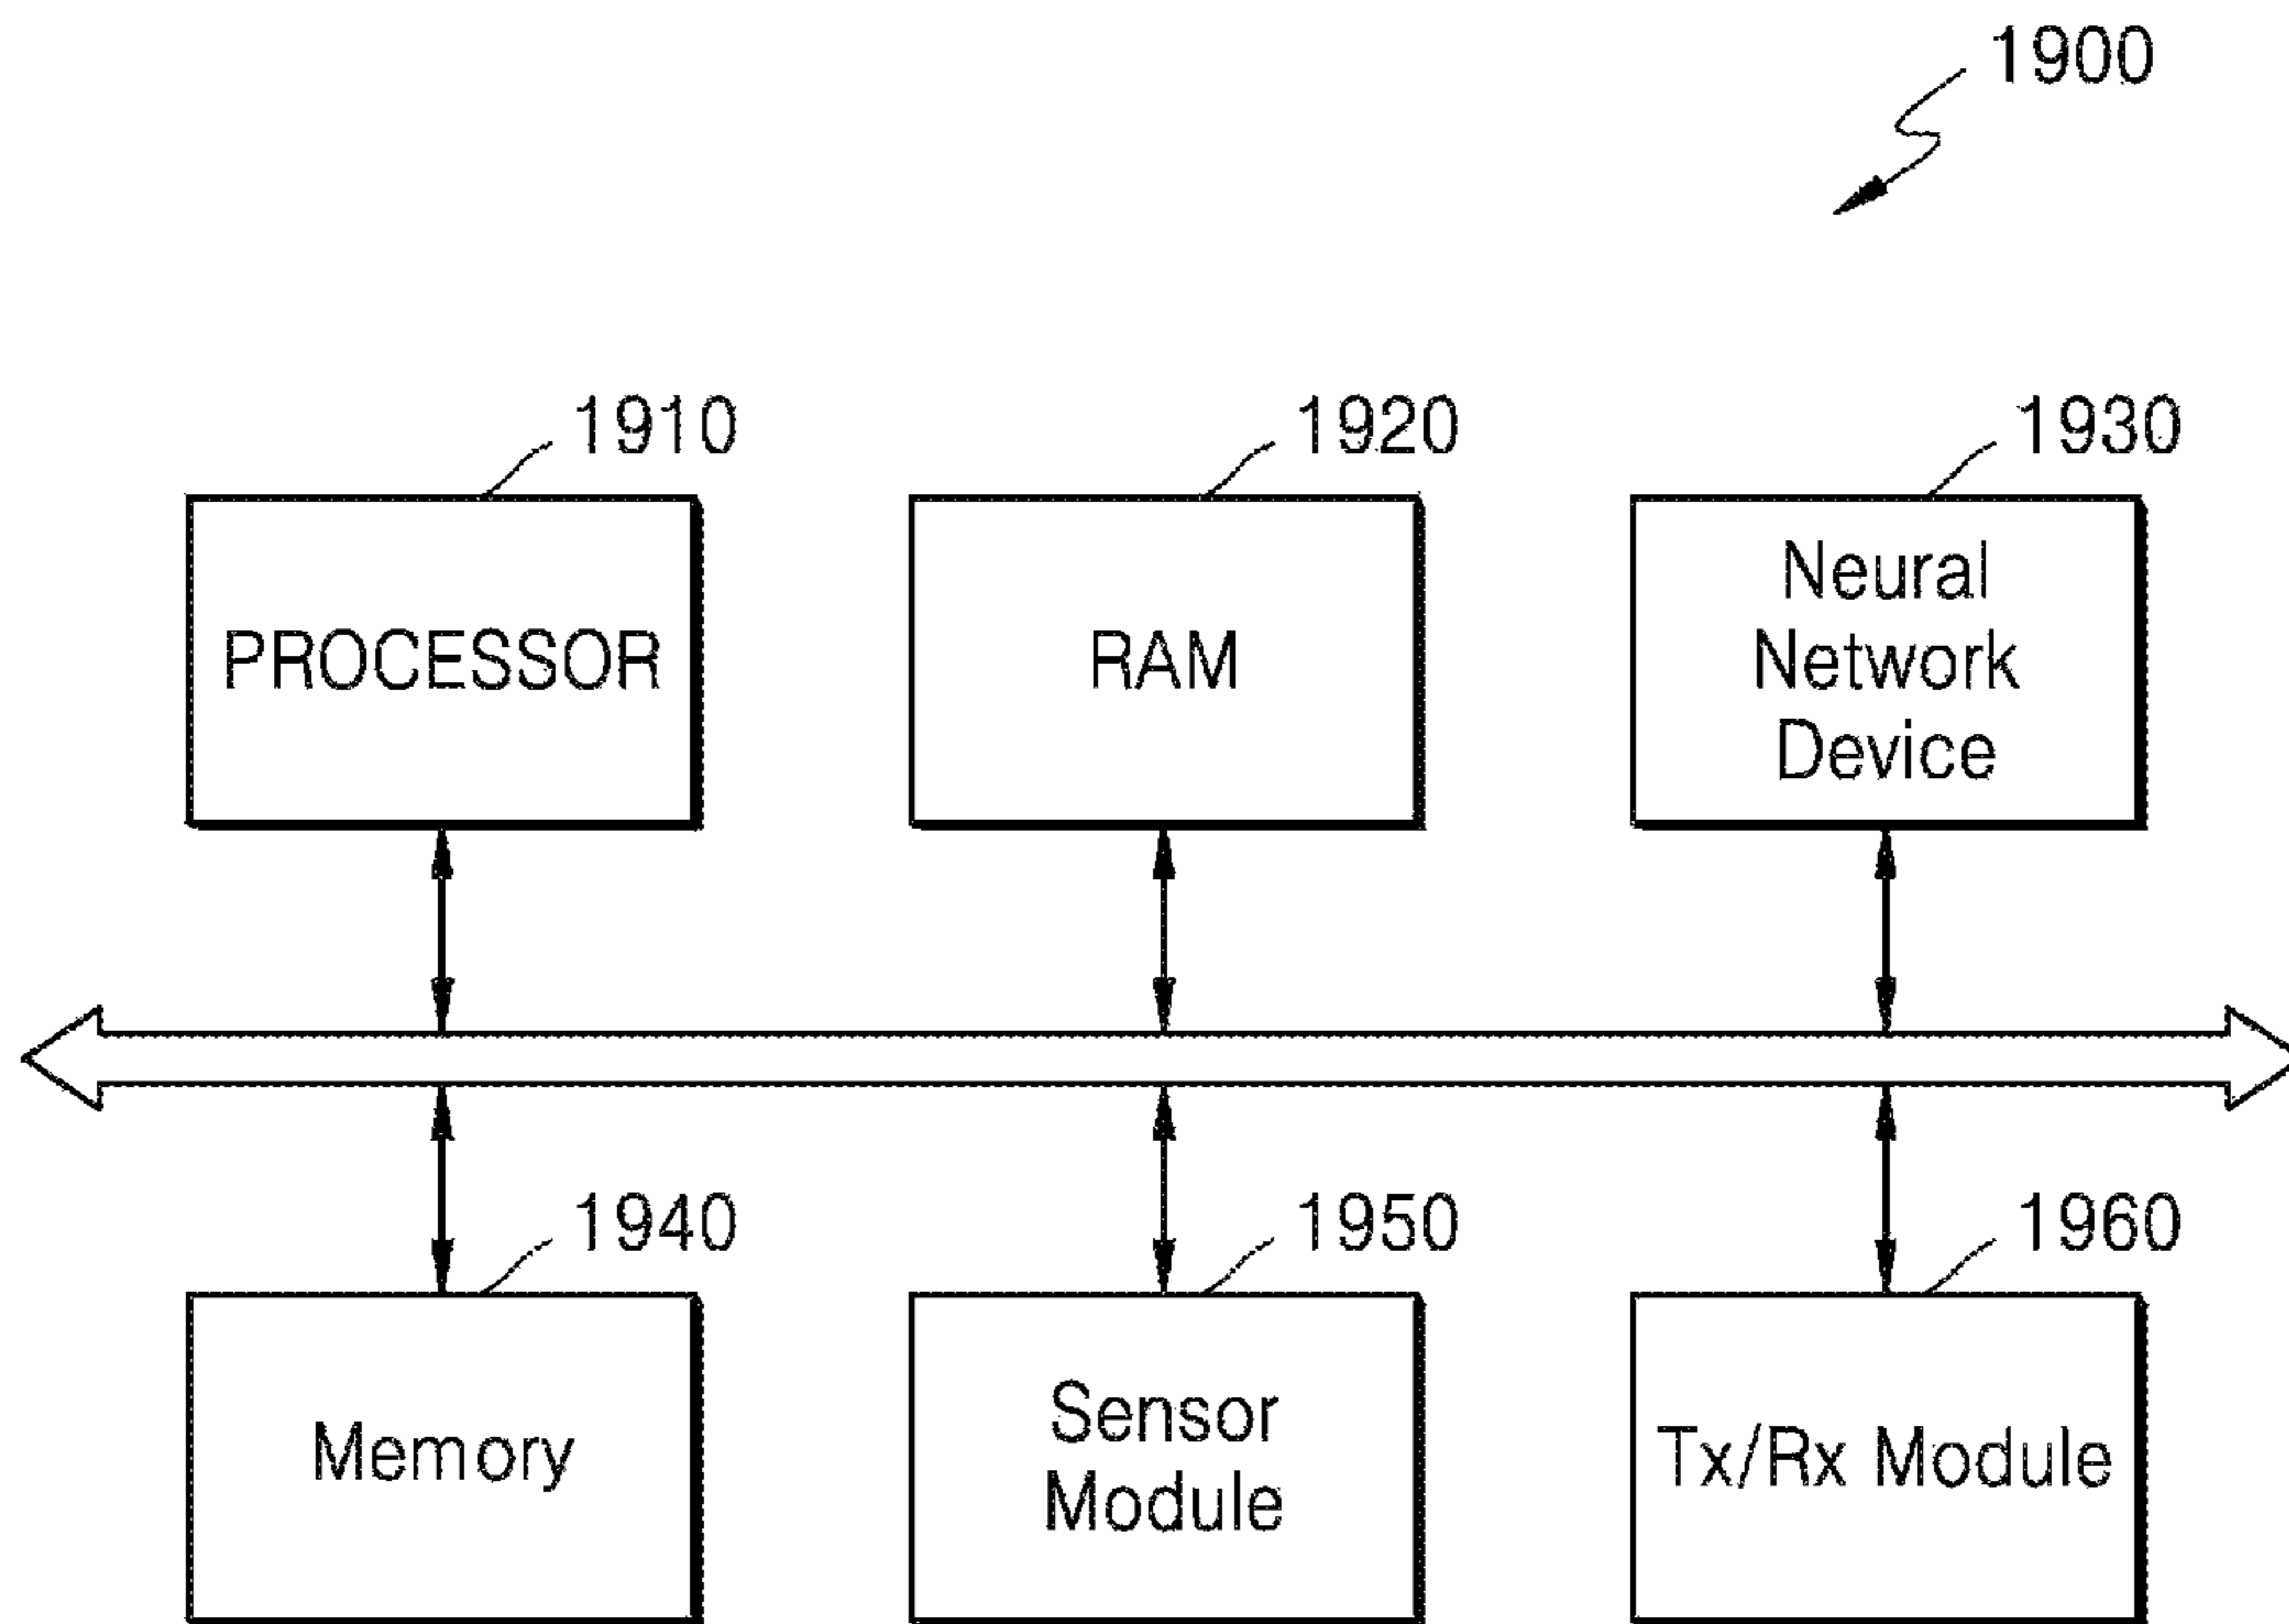 1900
1910
1920
1930
PROCESSOR
RAM
Neural
Network
Device
1940
1950
1960
Memory
Sensor
Module
Tx/Rx Module